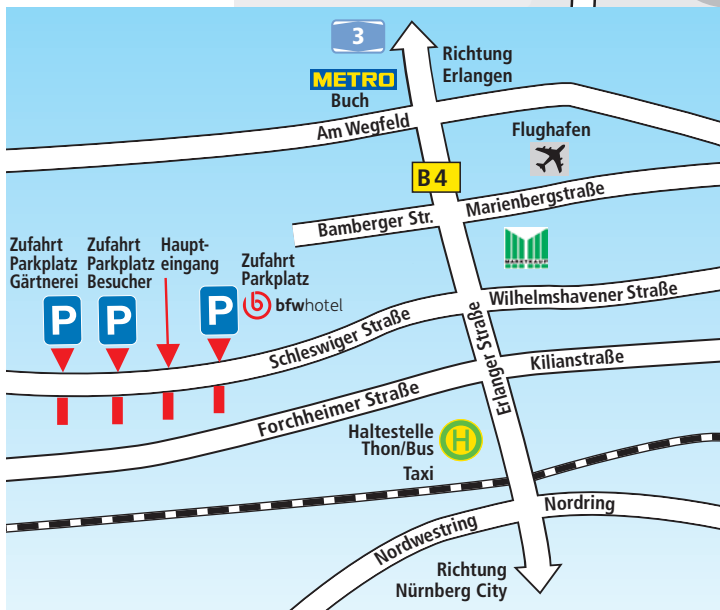 3
Richtung
Erlangen
METRO
Buch
Am Wegfeld
Flughafen
B 4
Marienbergstraße
Bamberger Str.
MARKTKAUF
Zufahrt
Parkplatz
Gärtnerei
Zufahrt
Parkplatz
Besucher
Haupt-
eingang
Zufahrt
Parkplatz
b bfwhotel
P
P
P
Wilhelmshavener Straße
Schleswiger Straße
Erlanger Straße
Kilianstraße
Forchheimer Straße
Haltestelle
Thon/Bus
H
Taxi
Nordring
Nordwestring
Richtung
Nürnberg City